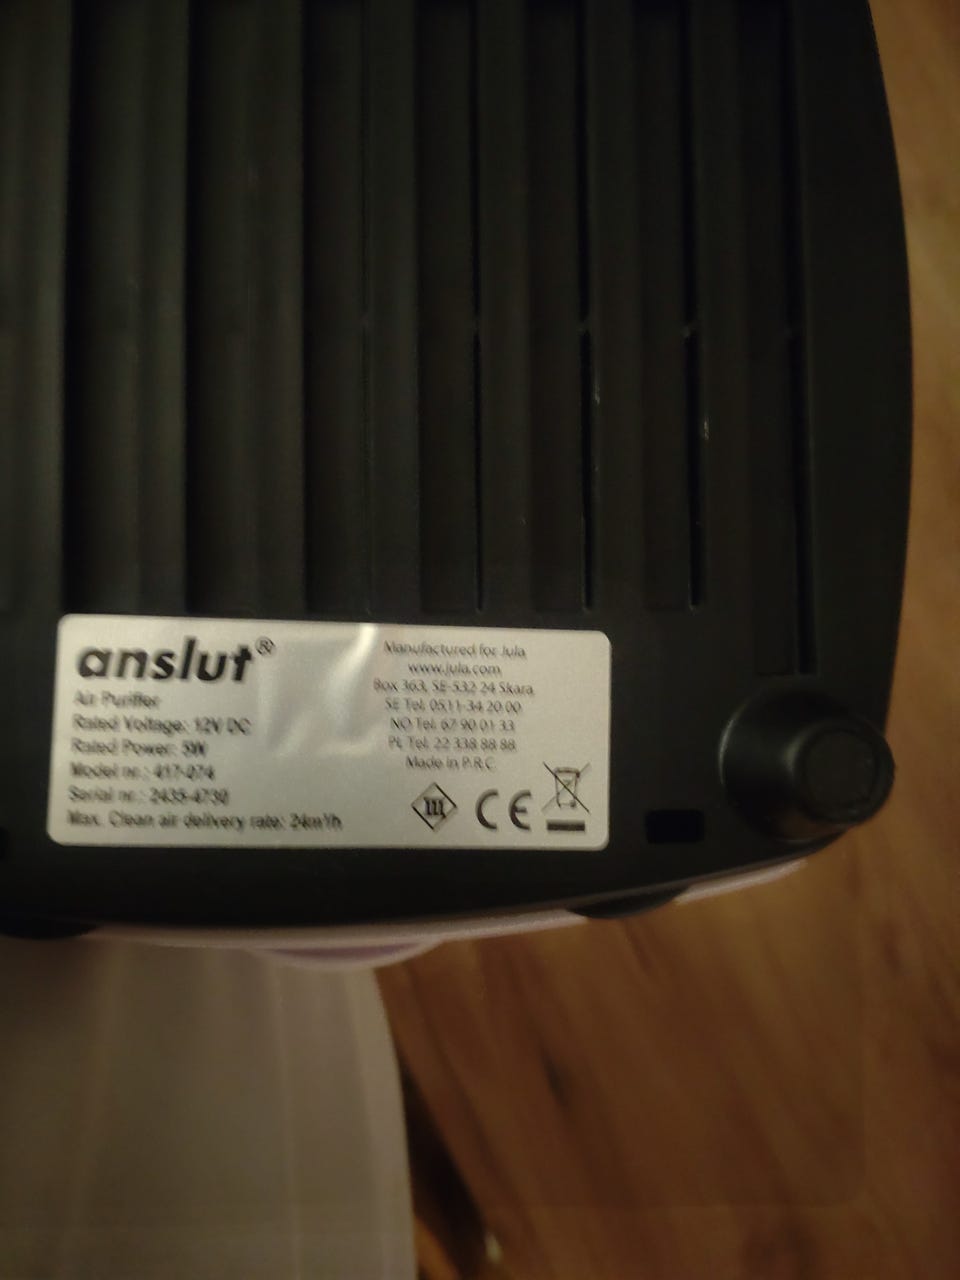 anslut®
Air Purifier
Rated Voltage: 12V DC
Rated Power: 5W
Model nr.: 417-074
Serial nr.: 2435-4730
Max. Clean air delivery rate: 24m³/h
Manufactured for Jula
www.jula.com
Box 363, SE-532 24 Skara
SE Tel. 0511-34 20 00
NO Tel. 67 90 01 33
PL Tel. 22 338 88 88
Made in P.R.C.
III
CE